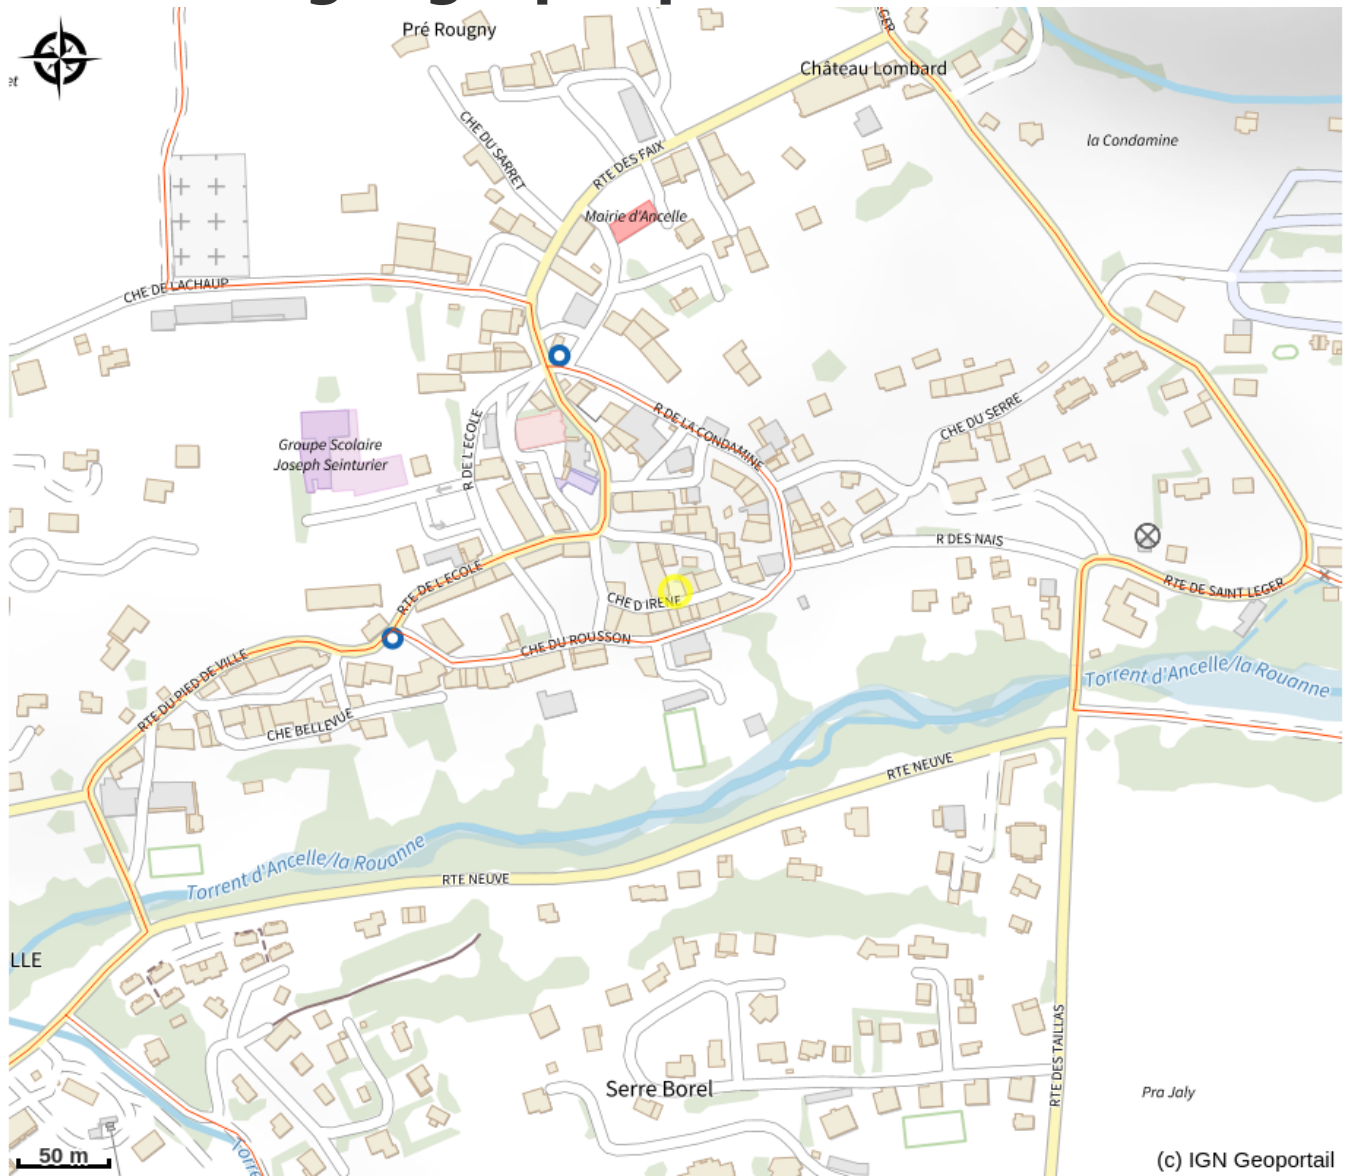 Pré Rougny
Château Lombard
CHE DU SARRET
RTE DES FAIX
la Condamine
Mairie d'Ancelle
CHE DE LACHAUP
R DE LA CONDAMINE
CHE DU SERRE
R DE L'ECOLE
Groupe Scolaire
Joseph Seinturier
R DES NAIS
RTE DE L'ECOLE
CHE D'IRENE
RTE DE SAINT LEGER
CHE DU ROUSSON
RTE DU PIED DE VILLE
Torrent d'Ancelle/la Rouanne
CHE BELLEVUE
RTE NEUVE
Torrent d'Ancelle/la Rouanne
RTE NEUVE
LLE
RTE DES TAILLAS
Serre Borel
Pra Jaly
50 m
(c) IGN Geoportail